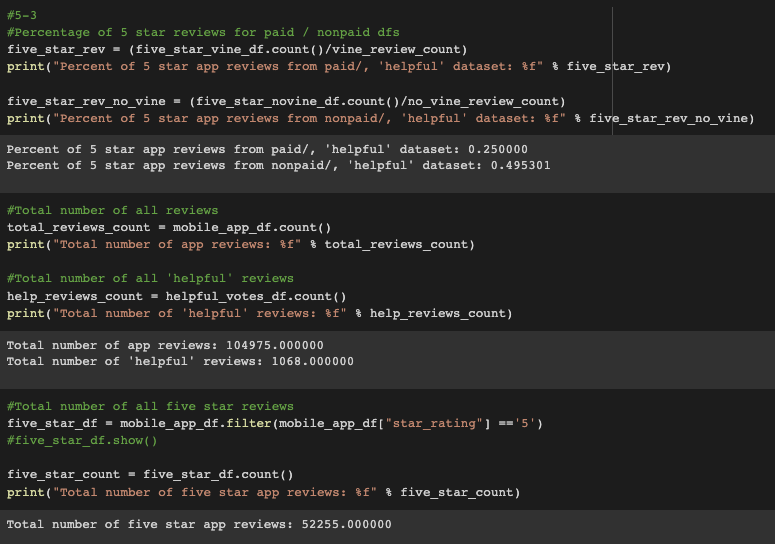 #5-3
#Percentage of 5 star reviews for paid / nonpaid dfs
five_star_rev = (five_star_vine_df.count()/vine_review_count)
print("Percent of 5 star app reviews from paid/, 'helpful' dataset: %f" % five_star_rev)
five_star_rev_no_vine = (five_star_novine_df.count()/no_vine_review_count)
print("Percent of 5 star app reviews from nonpaid/, 'helpful' dataset: %f" % five_star_rev_no_vine)
Percent of 5 star app reviews from paid/, 'helpful' dataset: 0.250000
Percent of 5 star app reviews from nonpaid/, 'helpful' dataset: 0.495301
#Total number of all reviews
total_reviews_count = mobile_app_df.count()
print("Total number of app reviews: %f" % total_reviews_count)
#Total number of all 'helpful' reviews
help_reviews_count = helpful_votes_df.count()
print("Total number of 'helpful' reviews: %f" % help_reviews_count)
Total number of app reviews: 104975.000000
Total number of 'helpful' reviews: 1068.000000
#Total number of all five star reviews
five_star_df = mobile_app_df.filter(mobile_app_df["star_rating"] =='5')
#five_star_df.show()
five_star_count = five_star_df.count()
print("Total number of five star app reviews: %f" % five_star_count)
Total number of five star app reviews: 52255.000000